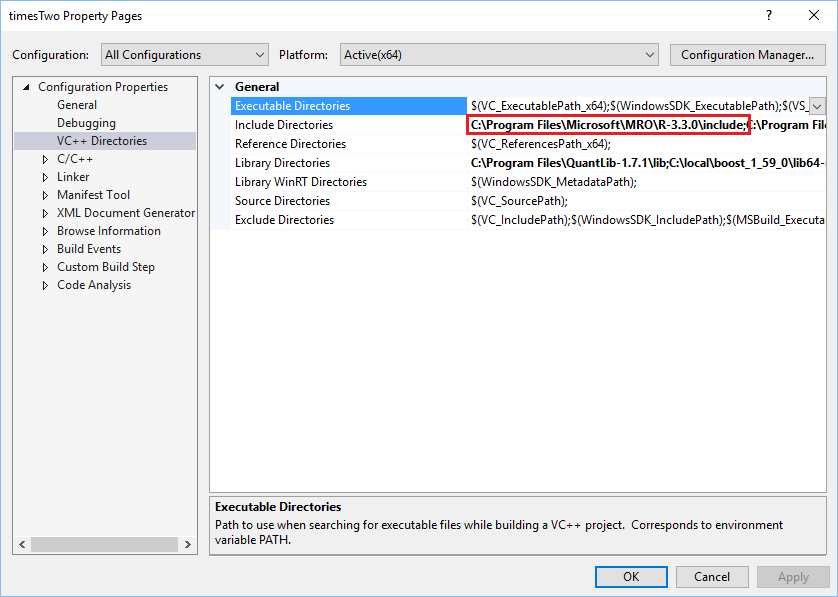 timesTwo Property Pages
Configuration: All Configurations Platform: Active(x64) Configuration Manager...
Configuration Properties
General
Debugging
VC++ Directories
C/C++
Linker
Manifest Tool
XML Document Generator
Browse Information
Build Events
Custom Build Step
Code Analysis
General
Executable Directories $(VC_ExecutablePath_x64);$(WindowsSDK_ExecutablePath);$(VS_
Include Directories C:\Program Files\Microsoft\MRO\R-3.3.0\include;C:\Program File
Reference Directories $(VC_ReferencesPath_x64);
Library Directories C:\Program Files\QuantLib-1.7.1\lib;C:\local\boost_1_59_0\lib64-
Library WinRT Directories $(WindowsSDK_MetadataPath);
Source Directories $(VC_SourcePath);
Exclude Directories $(VC_IncludePath);$(WindowsSDK_IncludePath);$(MSBuild_Executa
Executable Directories
Path to use when searching for executable files while building a VC++ project. Corresponds to environment
variable PATH.
OK Cancel Apply